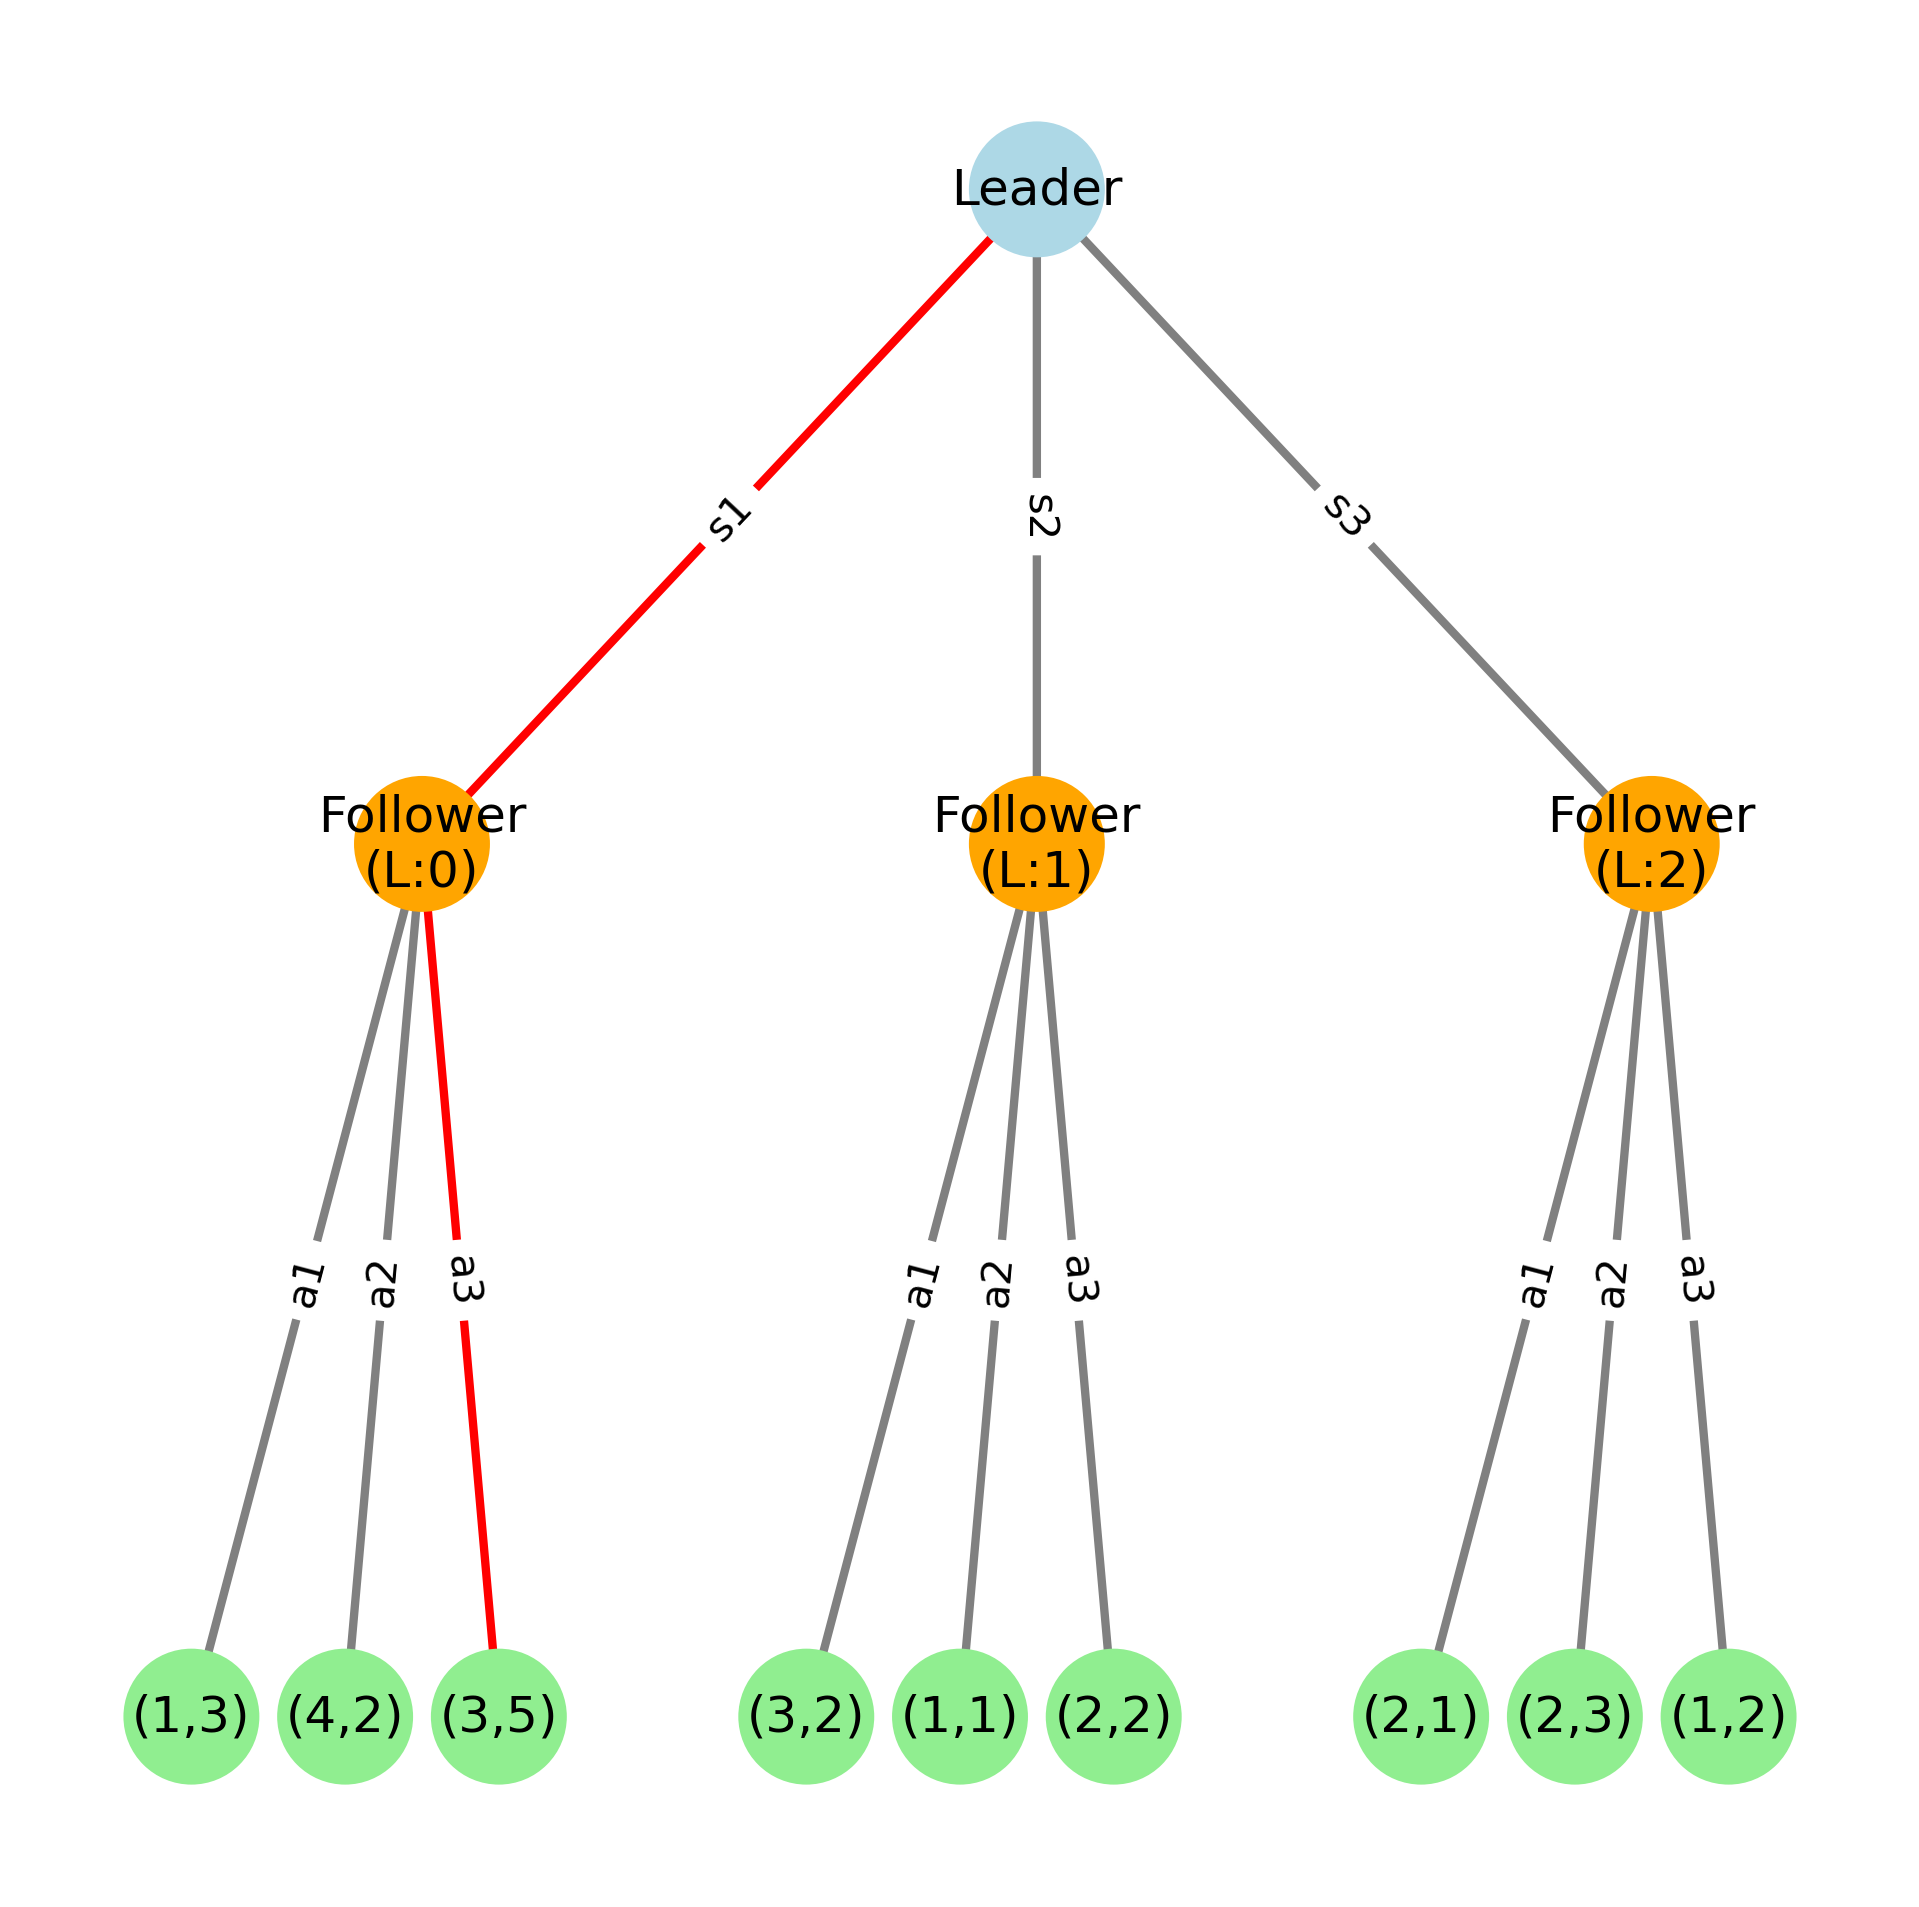 Leader
s1
s2
s3
Follower
(L:0)
Follower
(L:1)
Follower
(L:2)
a1
a2
a3
a1
a2
a3
a1
a2
a3
(1,3)
(4,2)
(3,5)
(3,2)
(1,1)
(2,2)
(2,1)
(2,3)
(1,2)